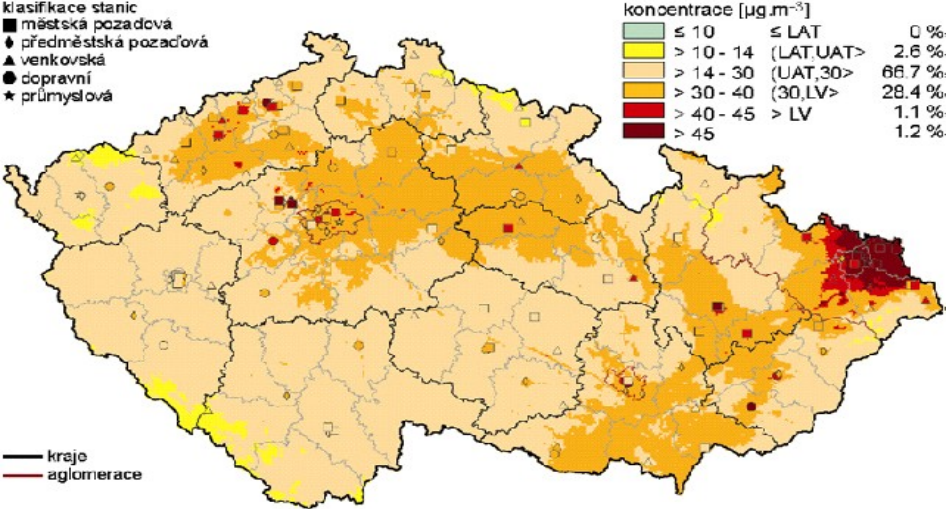 klasifikace stanic
městská pozaďová
předměstská pozaďová
venkovská
dopravní
průmyslová
koncentrace [µg.m⁻³]
≤ 10 ≤ LAT 0 %
> 10 - 14 (LAT,UAT> 2.6 %
> 14 - 30 (UAT,30> 66.7 %
> 30 - 40 (30,LV> 28.4 %
> 40 - 45 > LV 1.1 %
> 45 1.2 %
kraje
aglomerace